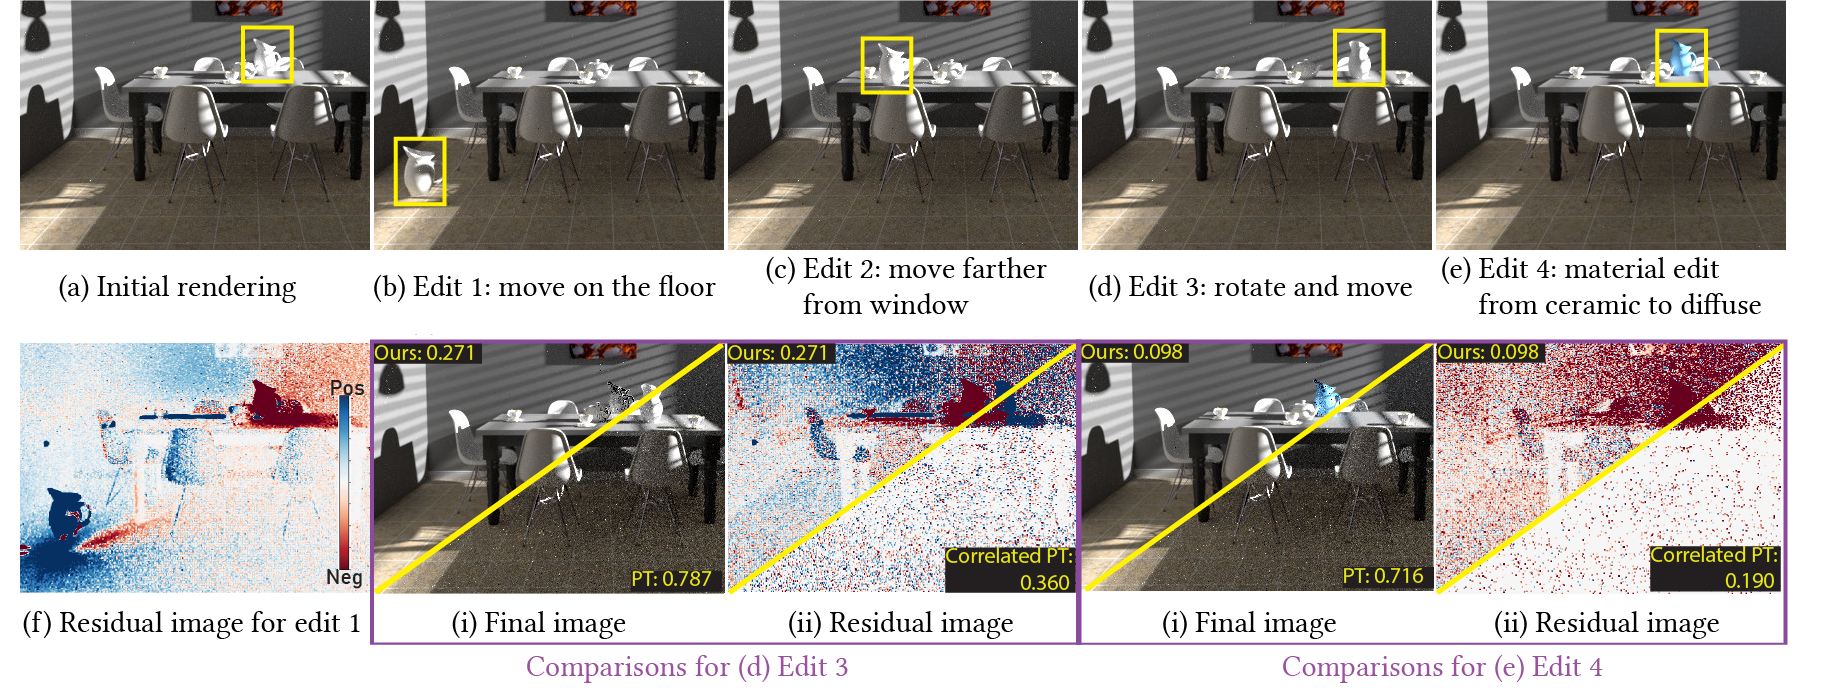 (a) Initial rendering
(b) Edit 1: move on the floor
(c) Edit 2: move farther
from window
(d) Edit 3: rotate and move
(e) Edit 4: material edit
from ceramic to diffuse
Pos
Neg
Ours: 0.271
PT: 0.787
Ours: 0.271
Correlated PT:
0.360
Ours: 0.098
PT: 0.716
Ours: 0.098
Correlated PT:
0.190
(f) Residual image for edit 1
(i) Final image
(ii) Residual image
(i) Final image
(ii) Residual image
Comparisons for (d) Edit 3
Comparisons for (e) Edit 4